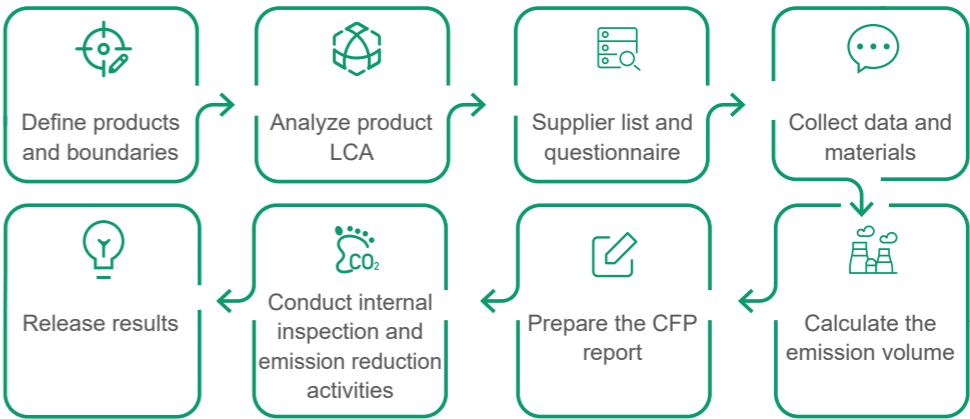 Define products
and boundaries
Analyze product
LCA
Supplier list and
questionnaire
Collect data and
materials
Calculate the
emission volume
Prepare the CFP
report
CO₂
Conduct internal
inspection and
emission reduction
activities
Release results